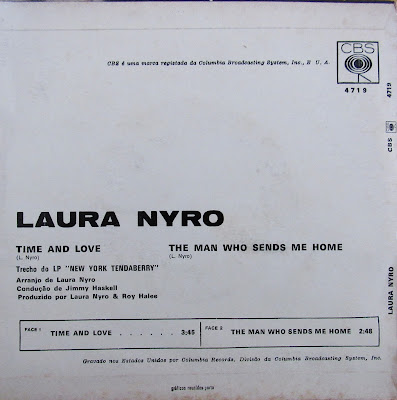 CBS é uma marca registada da Columbia Broadcasting System, Inc., E. U. A.
CBS
4719
4719
CBS
LAURA NYRO
LAURA NYRO
TIME AND LOVE
(L. Nyro)
THE MAN WHO SENDS ME HOME
(L. Nyro)
Trecho do LP "NEW YORK TENDABERRY"
Arranjo de Laura Nyro
Condução de Jimmy Haskell
Produzido por Laura Nyro & Roy Halee
FACE 1 TIME AND LOVE . . . . . . 3:45
FACE 2 THE MAN WHO SENDS ME HOME 2:48
Gravado nos Estados Unidos por Columbia Records, Divisão da Columbia Broadcasting System, Inc.
gráficos reunidos porto